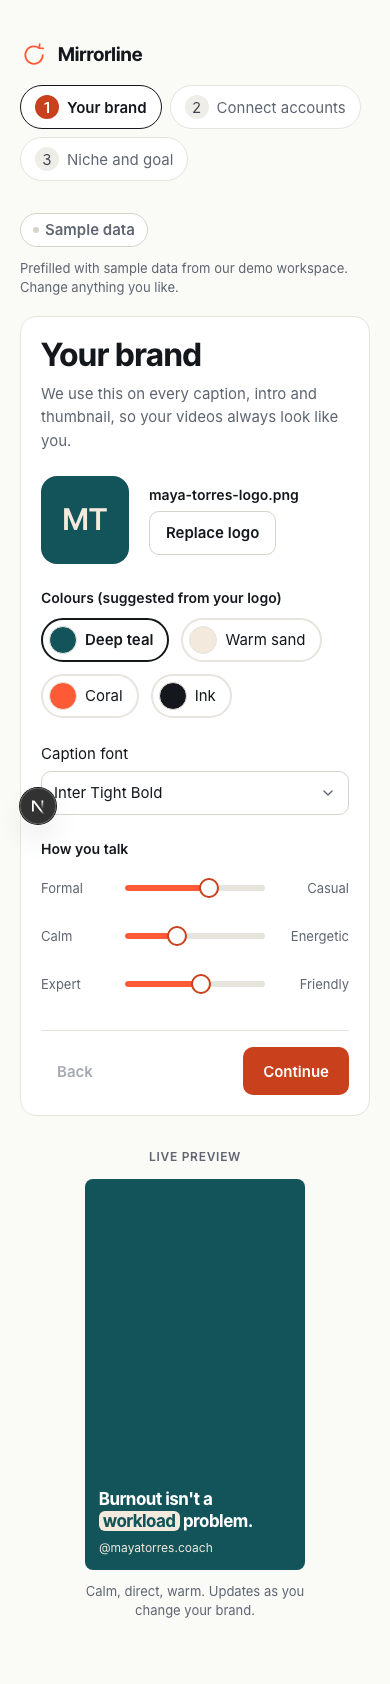 Mirrorline
1 Your brand
2 Connect accounts
3 Niche and goal
Sample data
Prefilled with sample data from our demo workspace.
Change anything you like.
Your brand
We use this on every caption, intro and
thumbnail, so your videos always look like
you.
MT
maya-torres-logo.png
Replace logo
Colours (suggested from your logo)
Deep teal
Warm sand
Coral
Ink
Caption font
Inter Tight Bold
N
How you talk
Formal
Casual
Calm
Energetic
Expert
Friendly
Back
Continue
LIVE PREVIEW
Burnout isn't a
workload problem.
@mayatorres.coach
Calm, direct, warm. Updates as you
change your brand.